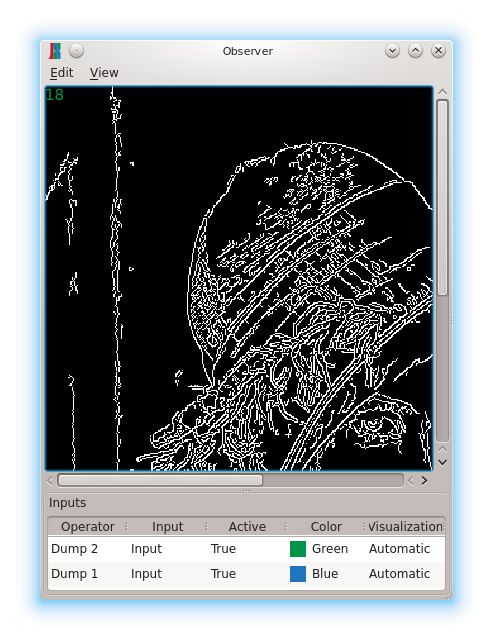 Observer
Edit View
18
Inputs
Operator Input Active Color Visualization
Dump 2 Input True Green Automatic
Dump 1 Input True Blue Automatic